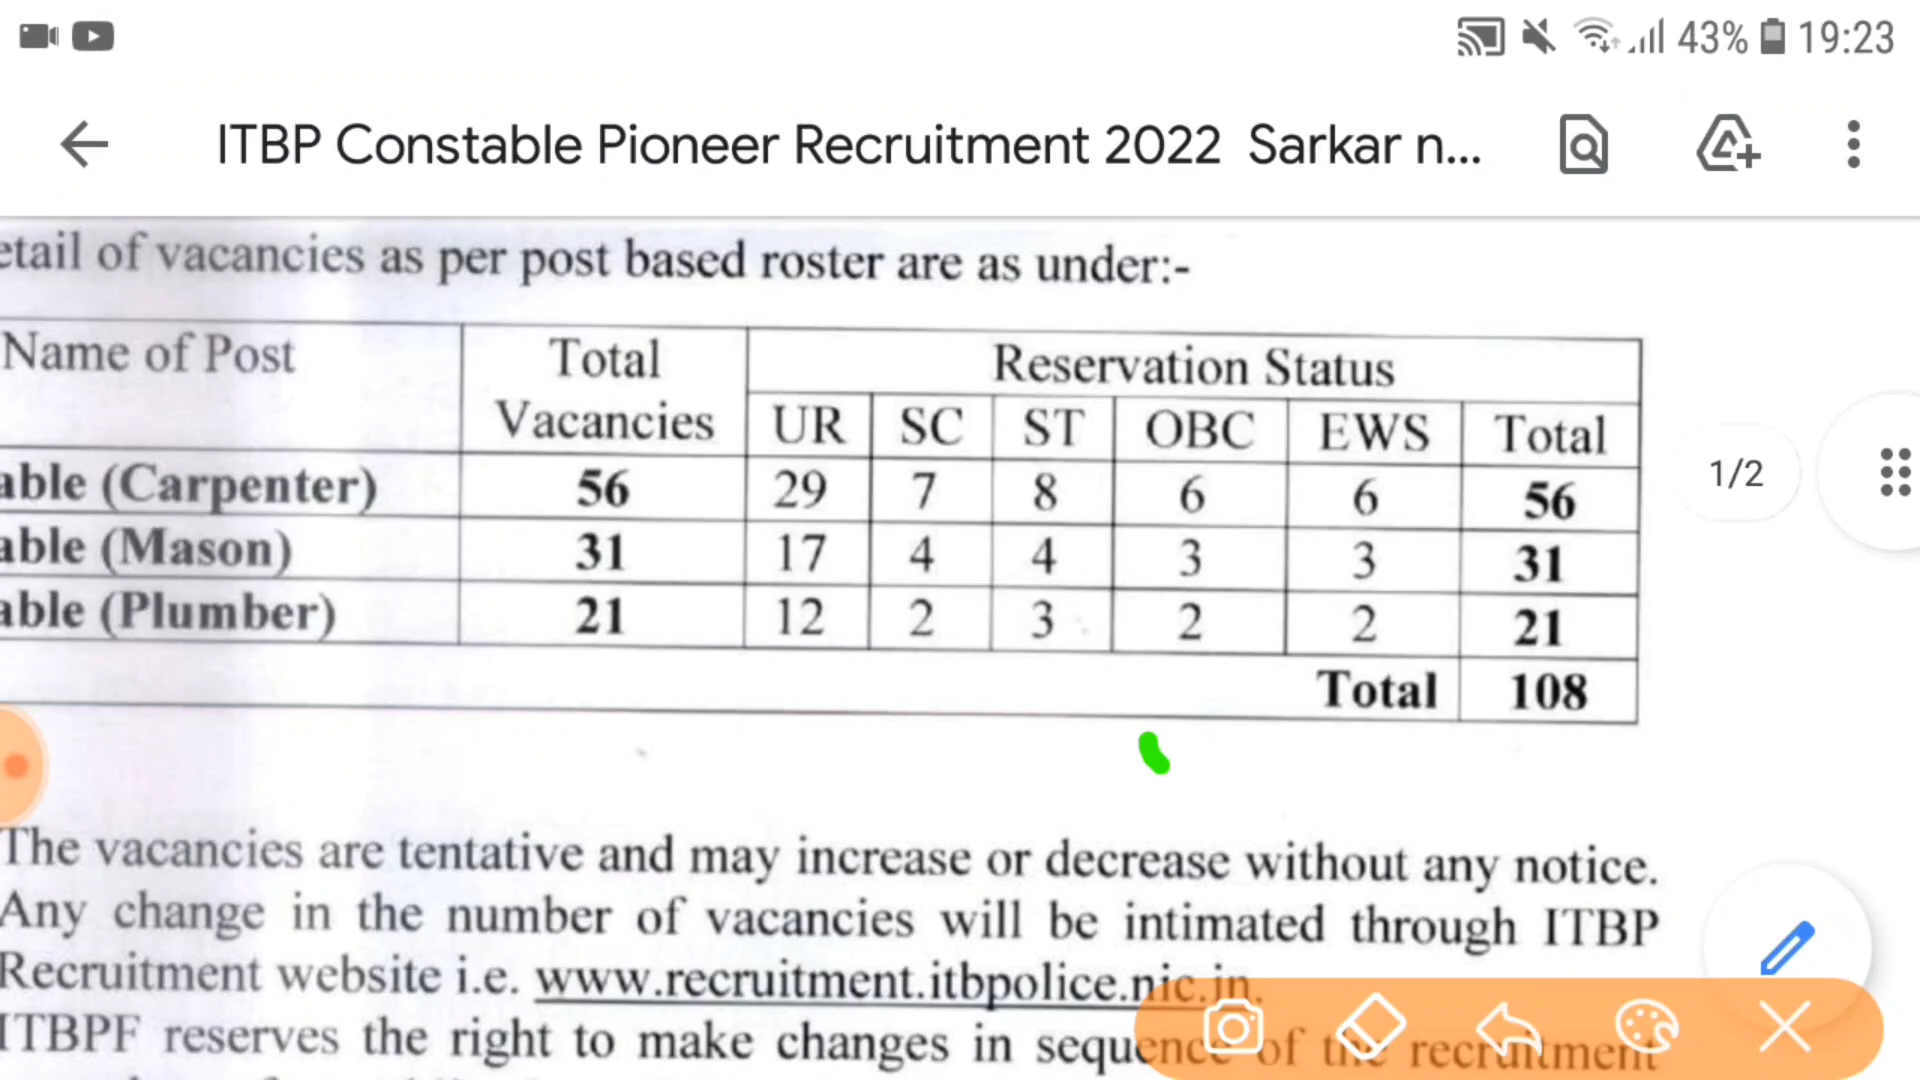 43% 19:23
ITBP Constable Pioneer Recruitment 2022 Sarkar n...
etail of vacancies as per post based roster are as under:-
Name of Post Total Vacancies Reservation Status
UR SC ST OBC EWS Total
able (Carpenter) 56 29 7 8 6 6 56
able (Mason) 31 17 4 4 3 3 31
able (Plumber) 21 12 2 3 2 2 21
Total 108
1/2
The vacancies are tentative and may increase or decrease without any notice.
Any change in the number of vacancies will be intimated through ITBP
Recruitment website i.e. www.recruitment.itbpolice.nic.in.
ITBPF reserves the right to make changes in sequence of the recruitment